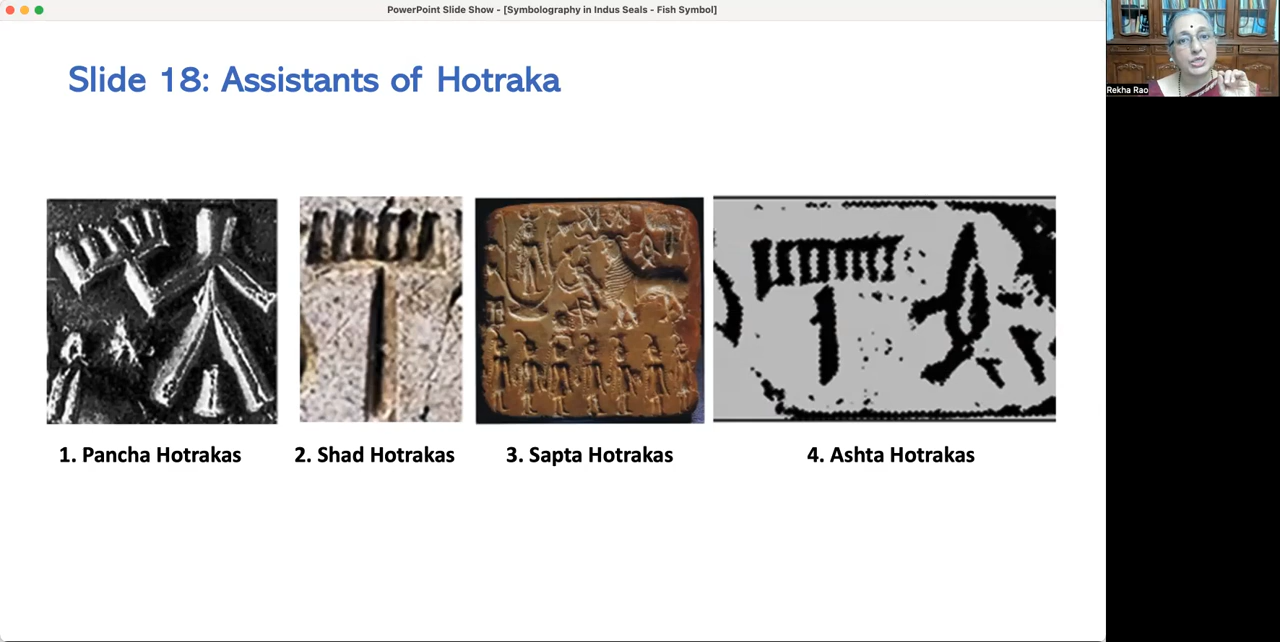 PowerPoint Slide Show - [Symbolography in Indus Seals - Fish Symbol]
Slide 18: Assistants of Hotraka
Rekha Rao
1. Pancha Hotrakas
2. Shad Hotrakas
3. Sapta Hotrakas
4. Ashta Hotrakas